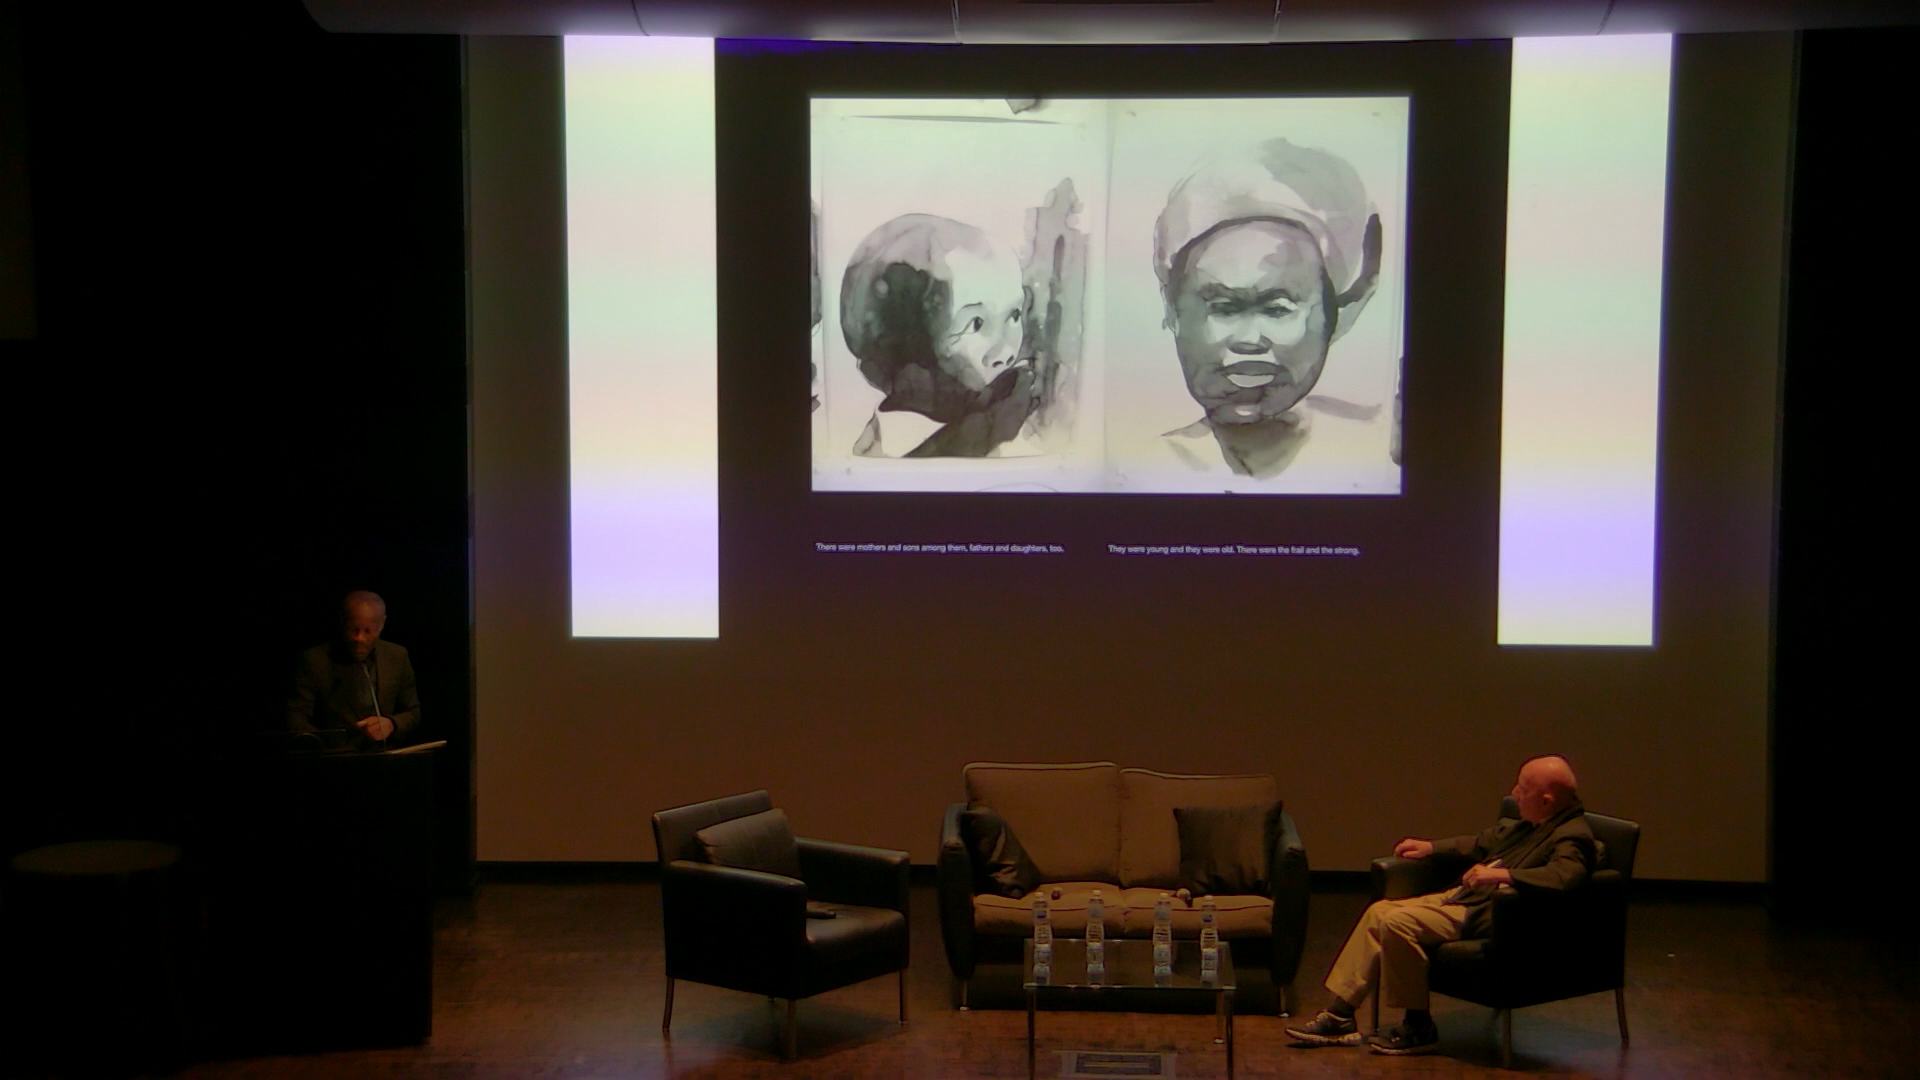 There were mothers and sons among them, fathers and daughters, too.
They were young and they were old. There were the frail and the strong.